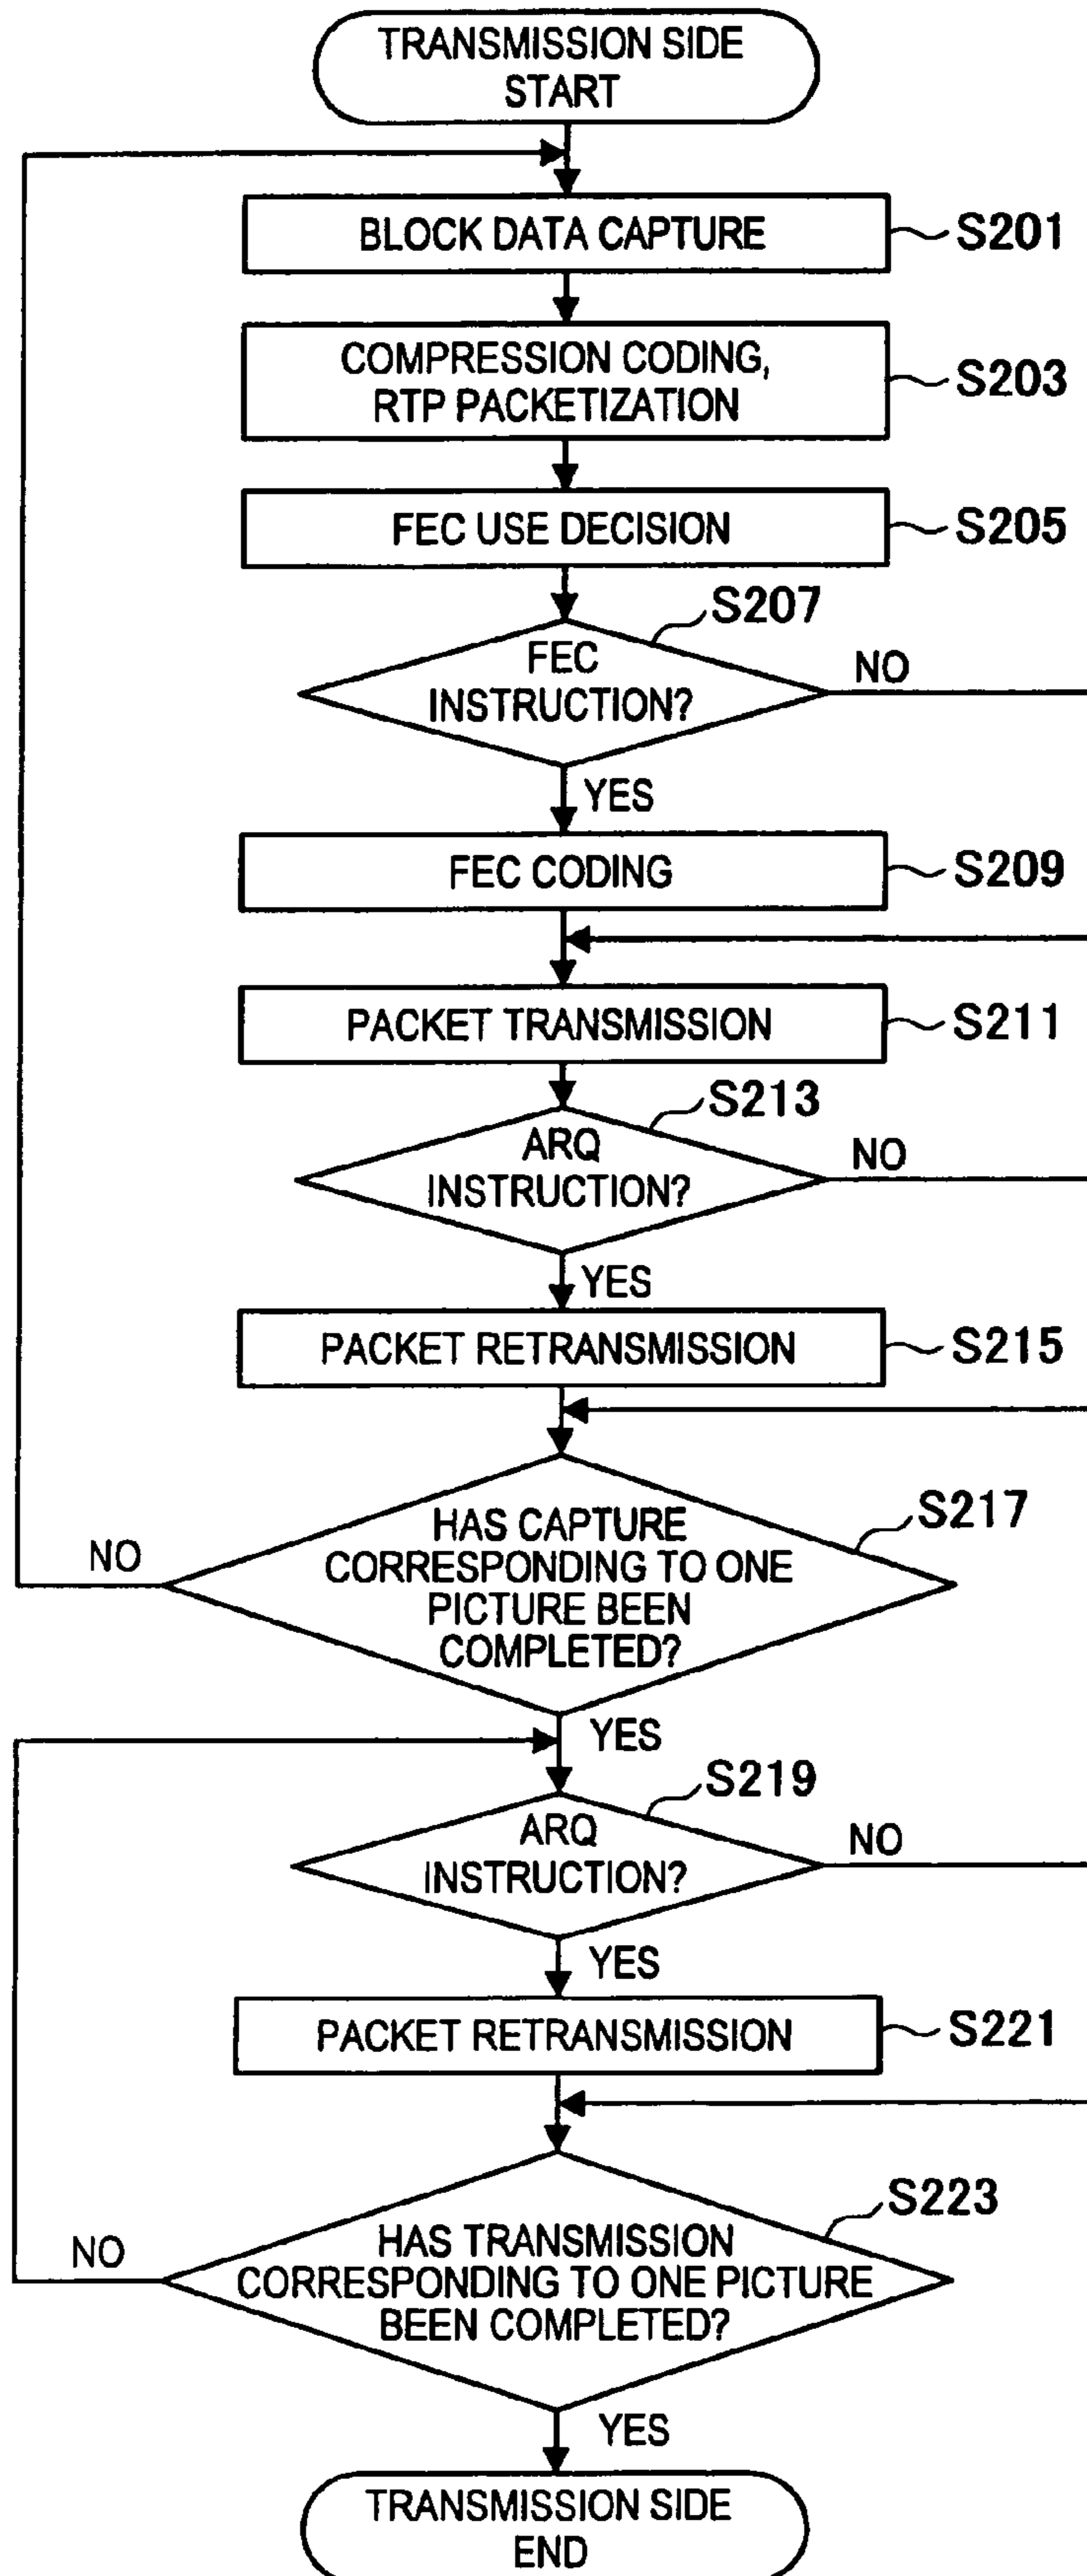 TRANSMISSION SIDE
START
BLOCK DATA CAPTURE
S201
COMPRESSION CODING,
RTP PACKETIZATION
S203
FEC USE DECISION
S205
S207
FEC
INSTRUCTION?
NO
YES
FEC CODING
S209
PACKET TRANSMISSION
S211
S213
ARQ
INSTRUCTION?
NO
YES
PACKET RETRANSMISSION
S215
S217
HAS CAPTURE
CORRESPONDING TO ONE
PICTURE BEEN
COMPLETED?
NO
YES
S219
ARQ
INSTRUCTION?
NO
YES
PACKET RETRANSMISSION
S221
S223
HAS TRANSMISSION
CORRESPONDING TO ONE PICTURE
BEEN COMPLETED?
NO
YES
TRANSMISSION SIDE
END